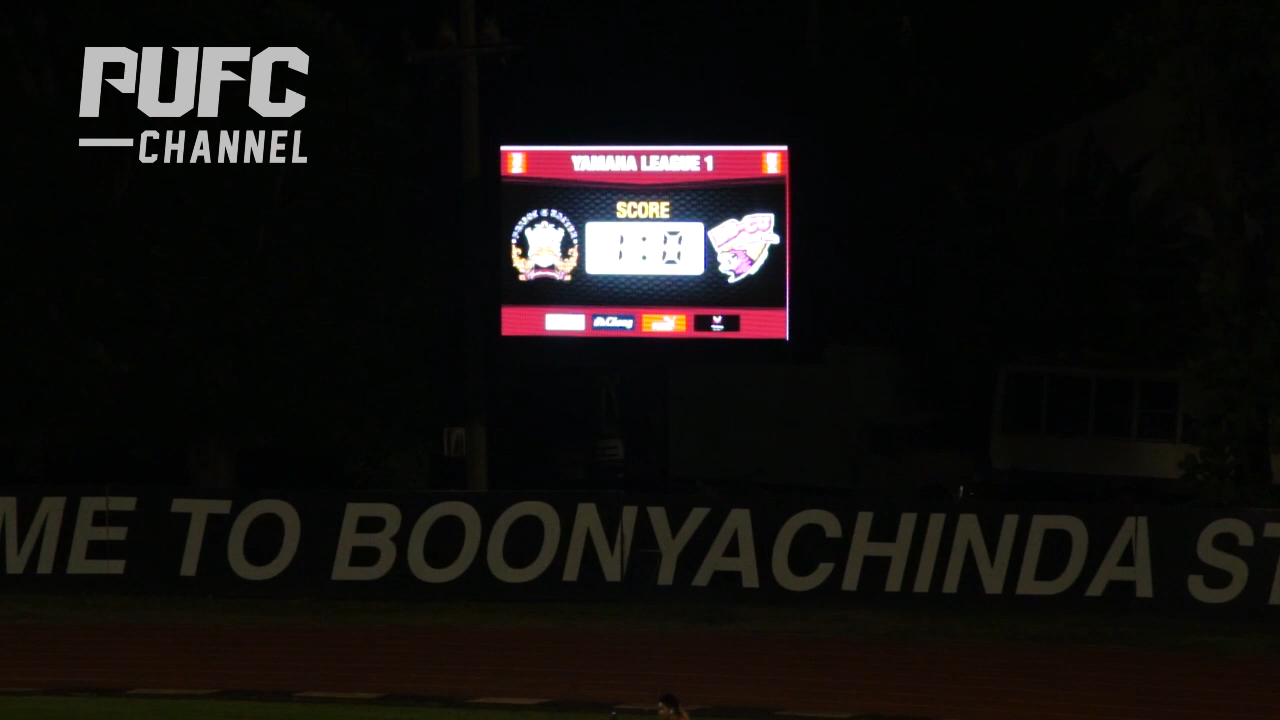 PUFC
CHANNEL
YAMAHA LEAGUE 1
SCORE
1:0
ME TO BOONYACHINDA ST